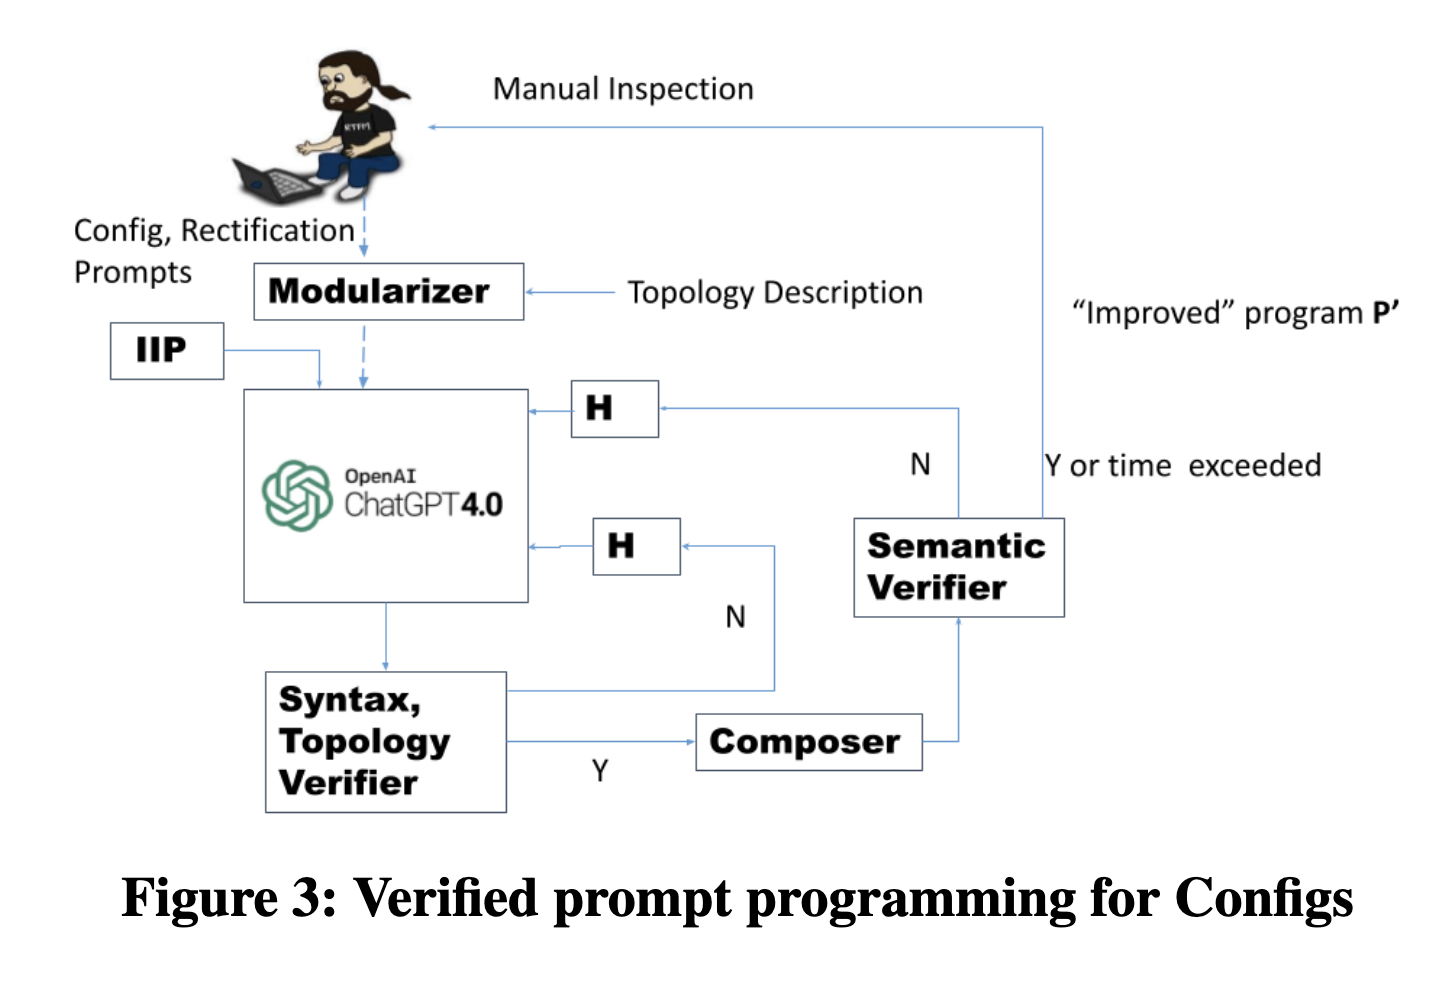 Manual Inspection
RTFM
Config, Rectification
Prompts
Modularizer
Topology Description
"Improved" program P’
IIP
H
N
Y or time exceeded
OpenAI
ChatGPT4.0
H
Semantic
Verifier
N
Syntax,
Topology
Verifier
Composer
Y
Figure 3: Verified prompt programming for Configs